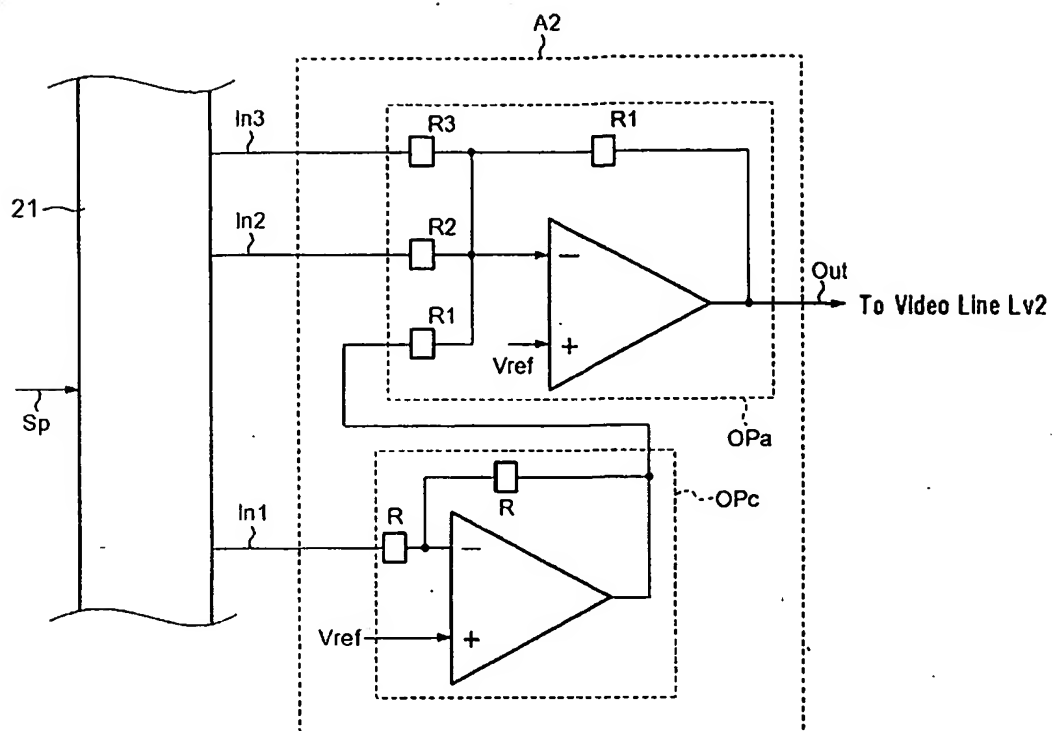 A2
In3
R3
R1
21
In2
R2
Out
To Video Line Lv2
R1
−
+
Vref
Sp
OPa
In1
R
R
OPc
−
+
Vref